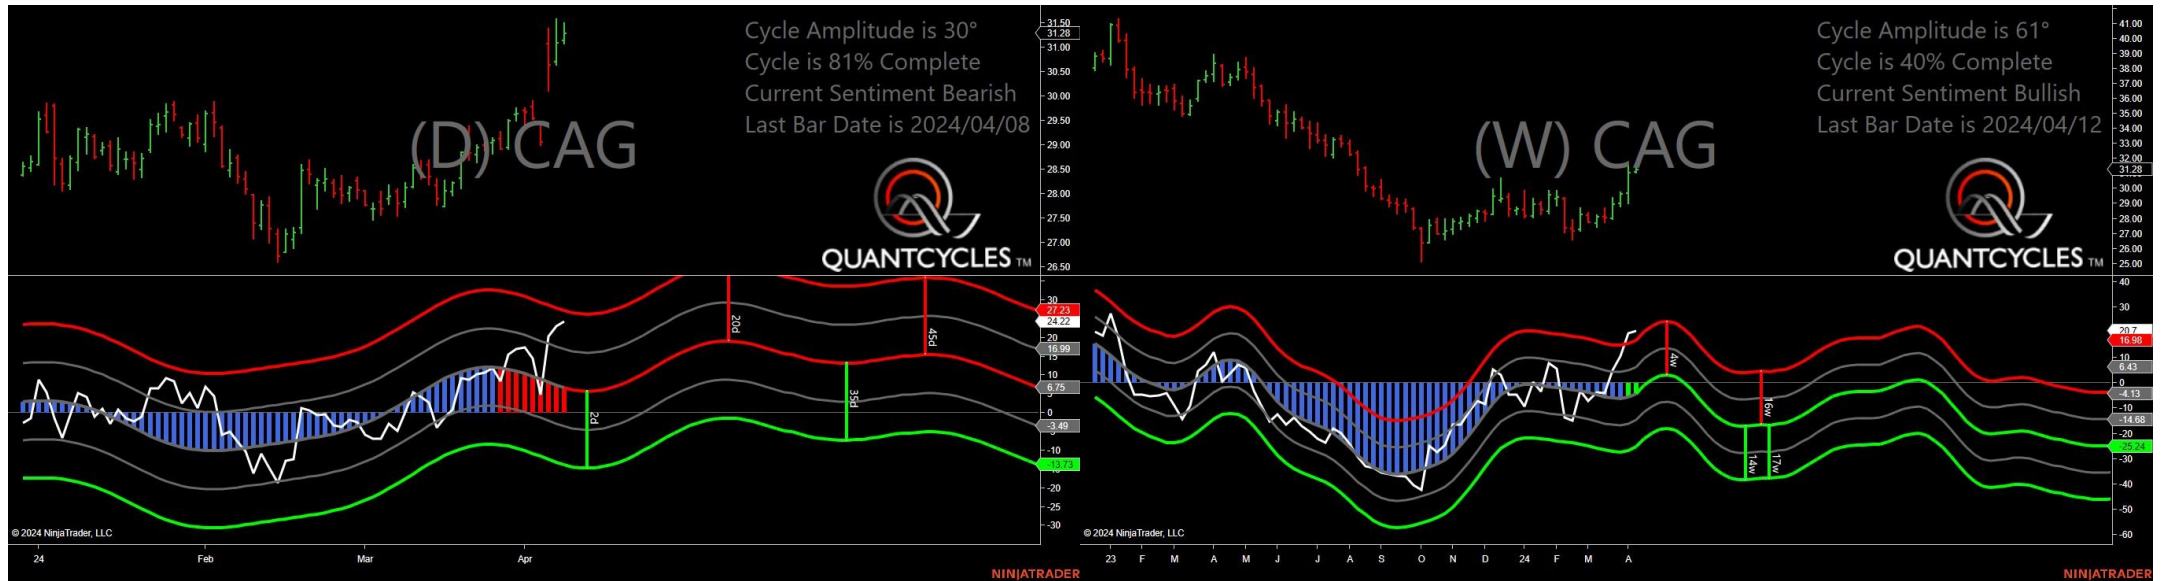 Cycle Amplitude is 30°
Cycle is 81% Complete
Current Sentiment Bearish
Last Bar Date is 2024/04/08
(D) CAG
QUANTCYCLES TM
31.50
31.28
31.00
30.50
30.00
29.50
29.00
28.50
28.00
27.50
27.00
26.50
30
27.23
24.22
20
16.99
15
10
6.75
0
-3.49
-10
-13.73
-20
-25
-30
20d
45d
35d
2d
© 2024 NinjaTrader, LLC
24 Feb Mar Apr
NINJATRADER
Cycle Amplitude is 61°
Cycle is 40% Complete
Current Sentiment Bullish
Last Bar Date is 2024/04/12
(W) CAG
QUANTCYCLES TM
41.00
40.00
39.00
38.00
37.00
36.00
35.00
34.00
33.00
32.00
31.28
30.00
29.00
28.00
27.00
26.00
25.00
40
30
20.7
16.98
10
6.43
0
-4.13
-10
-14.68
-20
-25.24
-30
-40
-50
-60
4w
16w
14w
17w
© 2024 NinjaTrader, LLC
23 F M A M J J A S O N D 24 F M A
NINJATRADER